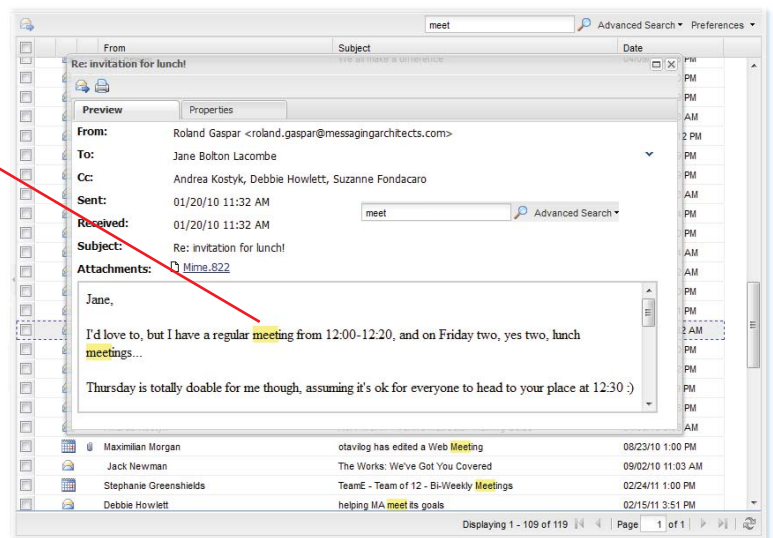 meet Advanced Search Preferences
From Subject Date
We all make a difference
Re: invitation for lunch!
Preview Properties
From: Roland Gaspar <roland.gaspar@messagingarchitects.com>
To: Jane Bolton Lacombe
Cc: Andrea Kostyk, Debbie Howlett, Suzanne Fondacaro
Sent: 01/20/10 11:32 AM
meet Advanced Search
Received: 01/20/10 11:32 AM
Subject: Re: invitation for lunch!
Attachments: Mime.822
Jane,
I'd love to, but I have a regular meeting from 12:00-12:20, and on Friday two, yes two, lunch
meetings...
Thursday is totally doable for me though, assuming it's ok for everyone to head to your place at 12:30 :)
PM
PM
PM
AM
2 PM
PM
PM
AM
PM
PM
AM
AM
PM
PM
2 AM
PM
PM
PM
PM
AM
Maximilian Morgan otavilog has edited a Web Meeting 08/23/10 1:00 PM
Jack Newman The Works: We've Got You Covered 09/02/10 11:03 AM
Stephanie Greenshields TeamE - Team of 12 - Bi-Weekly Meetings 02/24/11 1:00 PM
Debbie Howlett helping MA meet its goals 02/15/11 3:51 PM
Displaying 1 - 109 of 119 Page 1 of 1